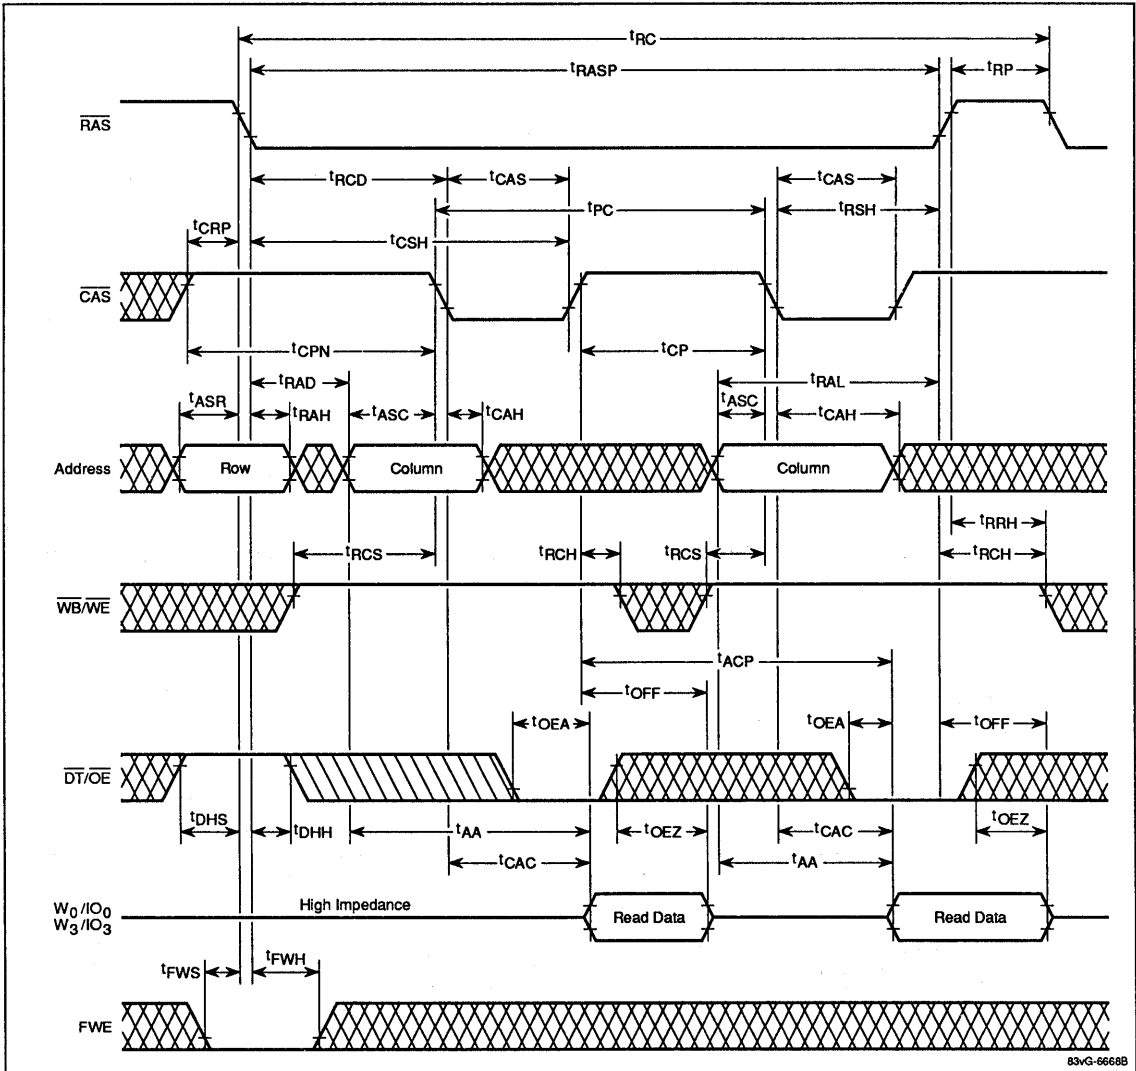 tRC
tRASP tRP
RAS
tRCD tCAS tCAS
tPC tRSH
tCRP tCSH
CAS
tCPN tCP
tRAD tRAL
tASR tRAH tASC tCAH tASC tCAH
Address Row Column Column
tRRH
tRCS tRCH tRCS tRCH
WB/WE
tACP
tOFF
tOEA tOEA tOFF
DT/OE
tDHS tDHH tAA tOEZ tCAC tOEZ
tCAC tAA
W0/IO0 High Impedance
W3/IO3 Read Data Read Data
tFWS tFWH
FWE
83vG-6668B